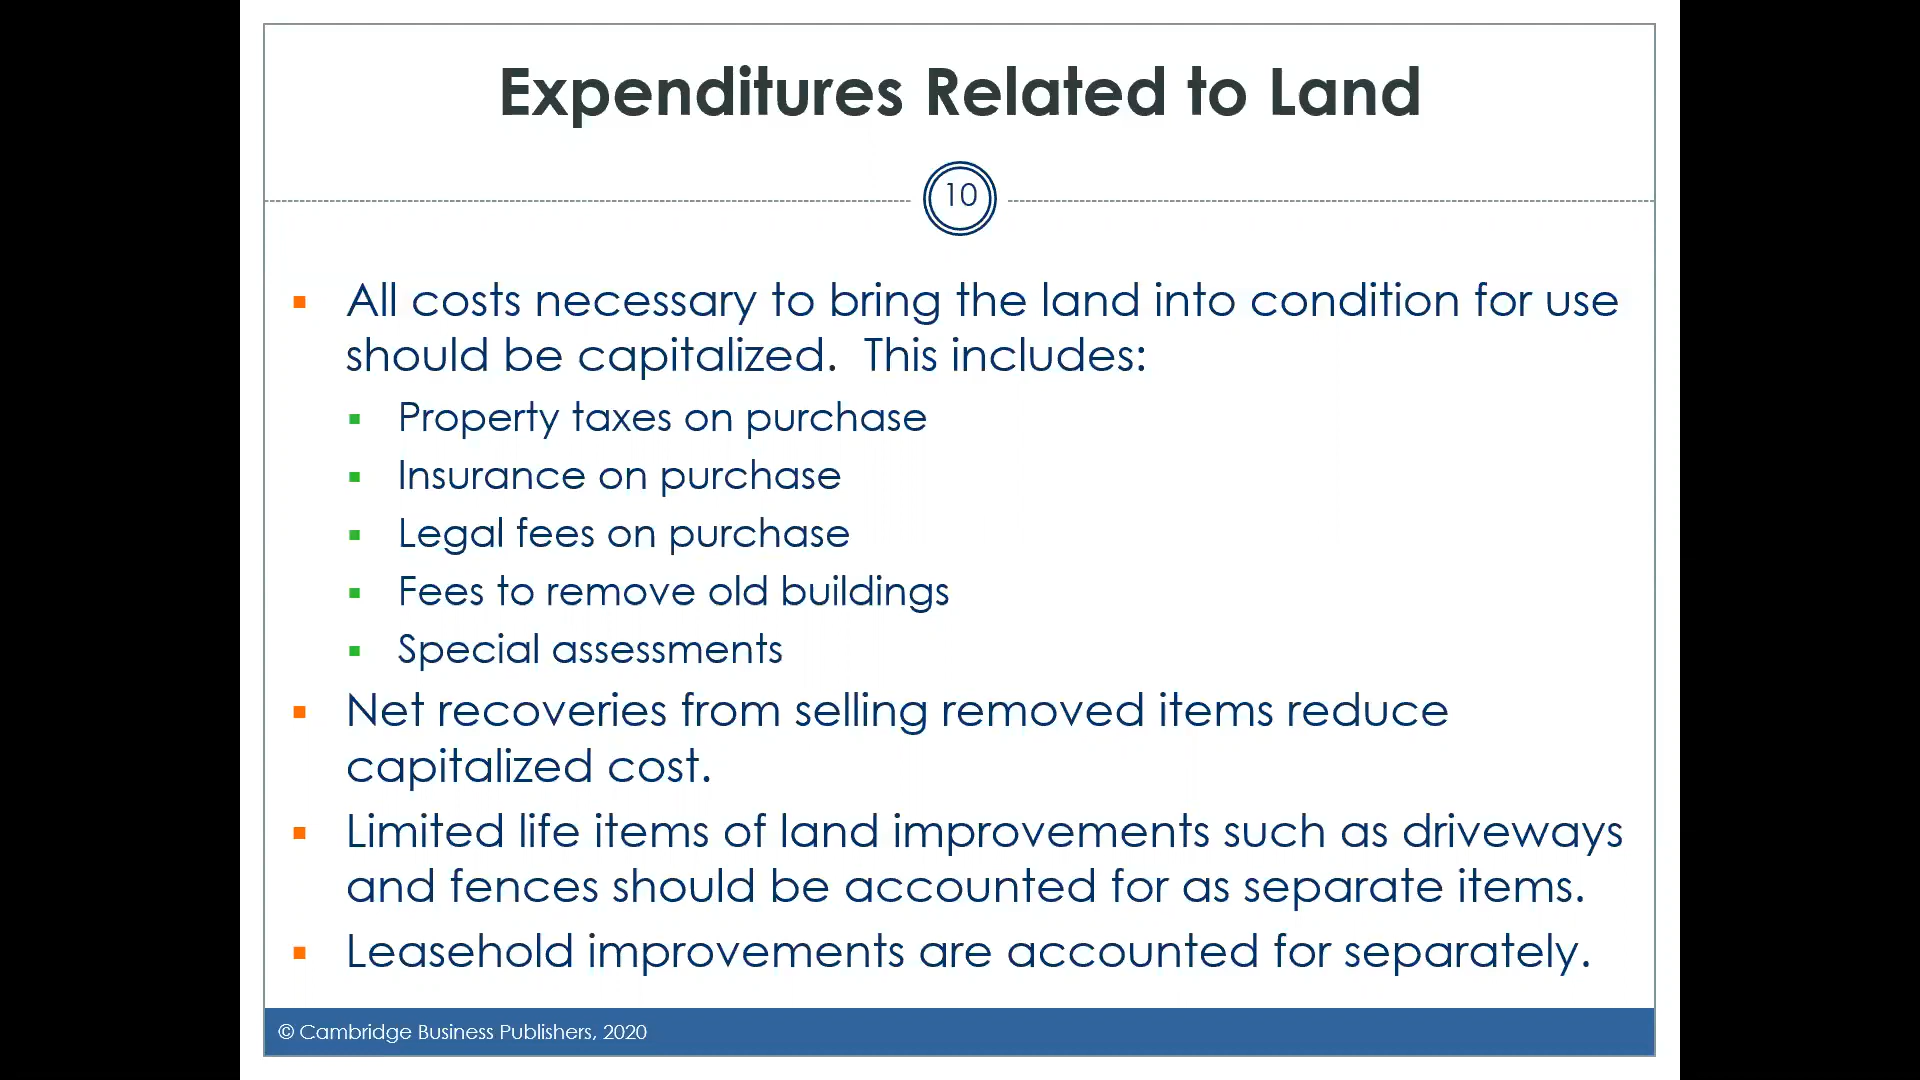 Expenditures Related to Land
10
▪ All costs necessary to bring the land into condition for use
should be capitalized.  This includes:
▪ Property taxes on purchase
▪ Insurance on purchase
▪ Legal fees on purchase
▪ Fees to remove old buildings
▪ Special assessments
▪ Net recoveries from selling removed items reduce
capitalized cost.
▪ Limited life items of land improvements such as driveways
and fences should be accounted for as separate items.
▪ Leasehold improvements are accounted for separately.
© Cambridge Business Publishers, 2020